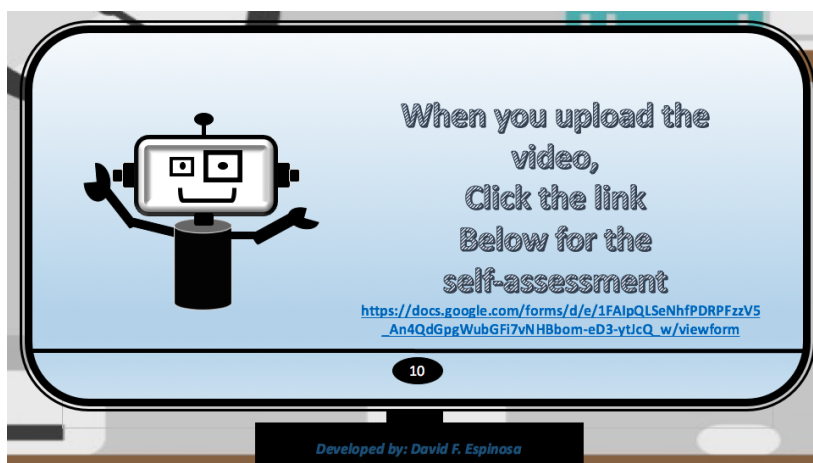 When you upload the
video,
Click the link
Below for the
self-assessment
https://docs.google.com/forms/d/e/1FAIpQLSeNhfPDRPFzzV5
_An4QdGpgWubGFi7vNHBbom-eD3-ytJcQ_w/viewform
10
Developed by: David F. Espinosa